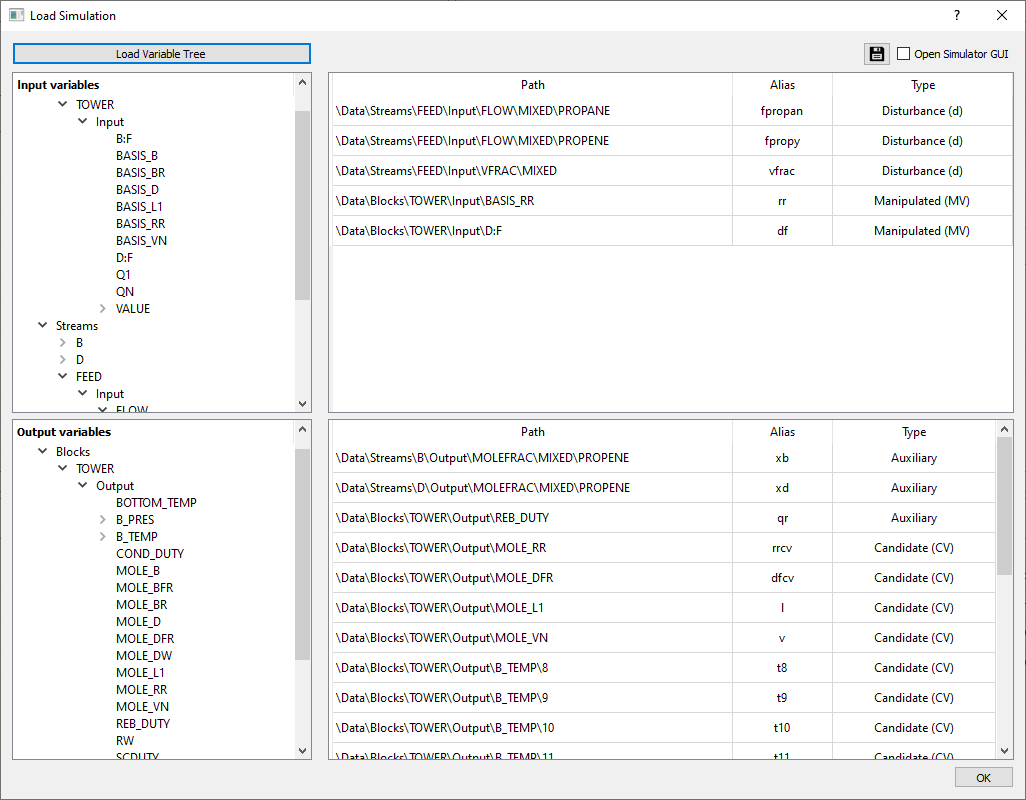 Load Simulation
?
Load Variable Tree
Open Simulator GUI
Input variables
TOWER
Input
B:F
BASIS_B
BASIS_BR
BASIS_D
BASIS_L1
BASIS_RR
BASIS_VN
D:F
Q1
QN
VALUE
Streams
B
D
FEED
Input
FLOW
Path Alias Type
\Data\Streams\FEED\Input\FLOW\MIXED\PROPANE fpropan Disturbance (d)
\Data\Streams\FEED\Input\FLOW\MIXED\PROPENE fpropy Disturbance (d)
\Data\Streams\FEED\Input\VFRAC\MIXED vfrac Disturbance (d)
\Data\Blocks\TOWER\Input\BASIS_RR rr Manipulated (MV)
\Data\Blocks\TOWER\Input\D:F df Manipulated (MV)
Output variables
Blocks
TOWER
Output
BOTTOM_TEMP
B_PRES
B_TEMP
COND_DUTY
MOLE_B
MOLE_BFR
MOLE_BR
MOLE_D
MOLE_DFR
MOLE_DW
MOLE_L1
MOLE_RR
MOLE_VN
REB_DUTY
RW
SCDUTY
Path Alias Type
\Data\Streams\B\Output\MOLEFRAC\MIXED\PROPENE xb Auxiliary
\Data\Streams\D\Output\MOLEFRAC\MIXED\PROPENE xd Auxiliary
\Data\Blocks\TOWER\Output\REB_DUTY qr Auxiliary
\Data\Blocks\TOWER\Output\MOLE_RR rrcv Candidate (CV)
\Data\Blocks\TOWER\Output\MOLE_DFR dfcv Candidate (CV)
\Data\Blocks\TOWER\Output\MOLE_L1 l Candidate (CV)
\Data\Blocks\TOWER\Output\MOLE_VN v Candidate (CV)
\Data\Blocks\TOWER\Output\B_TEMP\8 t8 Candidate (CV)
\Data\Blocks\TOWER\Output\B_TEMP\9 t9 Candidate (CV)
\Data\Blocks\TOWER\Output\B_TEMP\10 t10 Candidate (CV)
\Data\Blocks\TOWER\Output\B_TEMP\11 t11 Candidate (CV)
OK